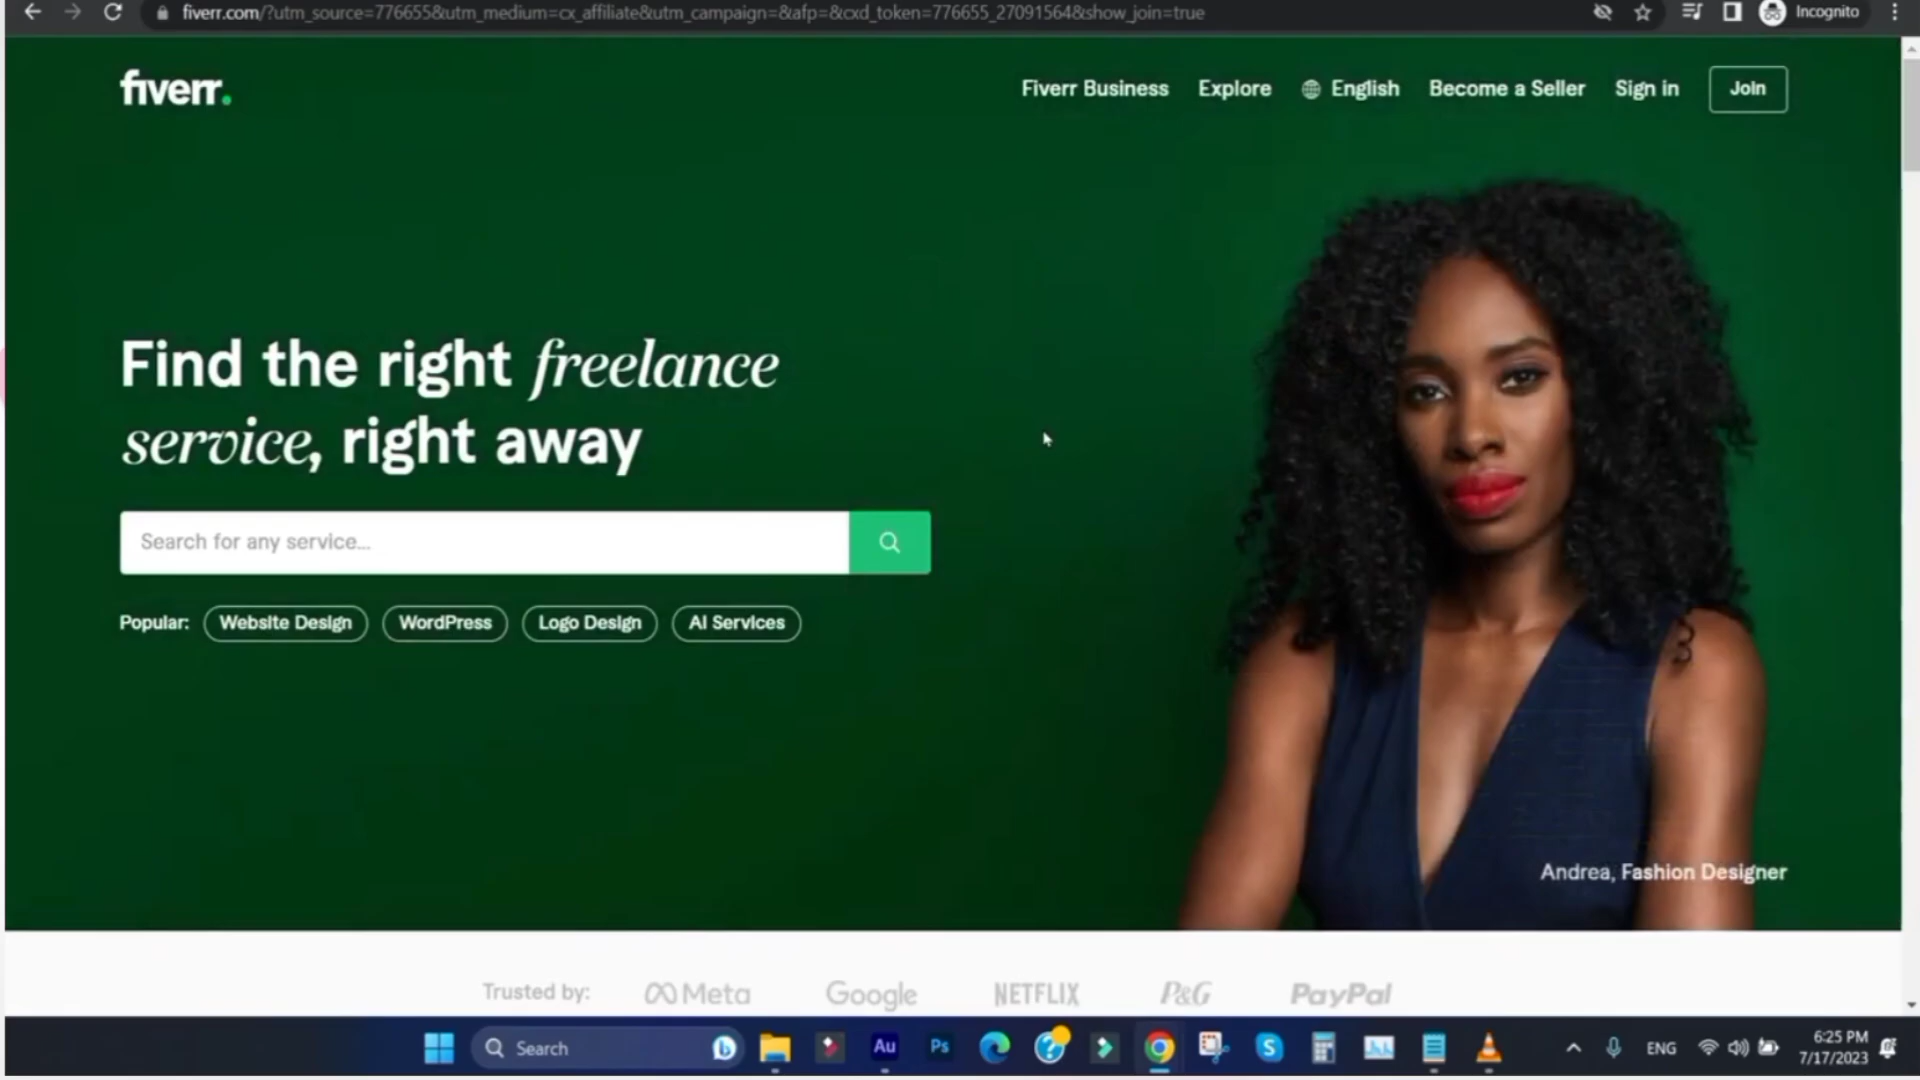 fiverr.com/?utm_source=776655&utm_medium=cx_affiliate&utm_campaign=&afp=&cxd_token=776655_27091564&show_join=true
Incognito
fiverr.
Fiverr Business
Explore
English
Become a Seller
Sign in
Join
Find the right freelance
service, right away
Search for any service...
Popular:
Website Design
WordPress
Logo Design
AI Services
Andrea, Fashion Designer
Trusted by:
Meta
Google
NETFLIX
P&G
PayPal
Search
Au
Ps
ENG
6:25 PM
7/17/2023